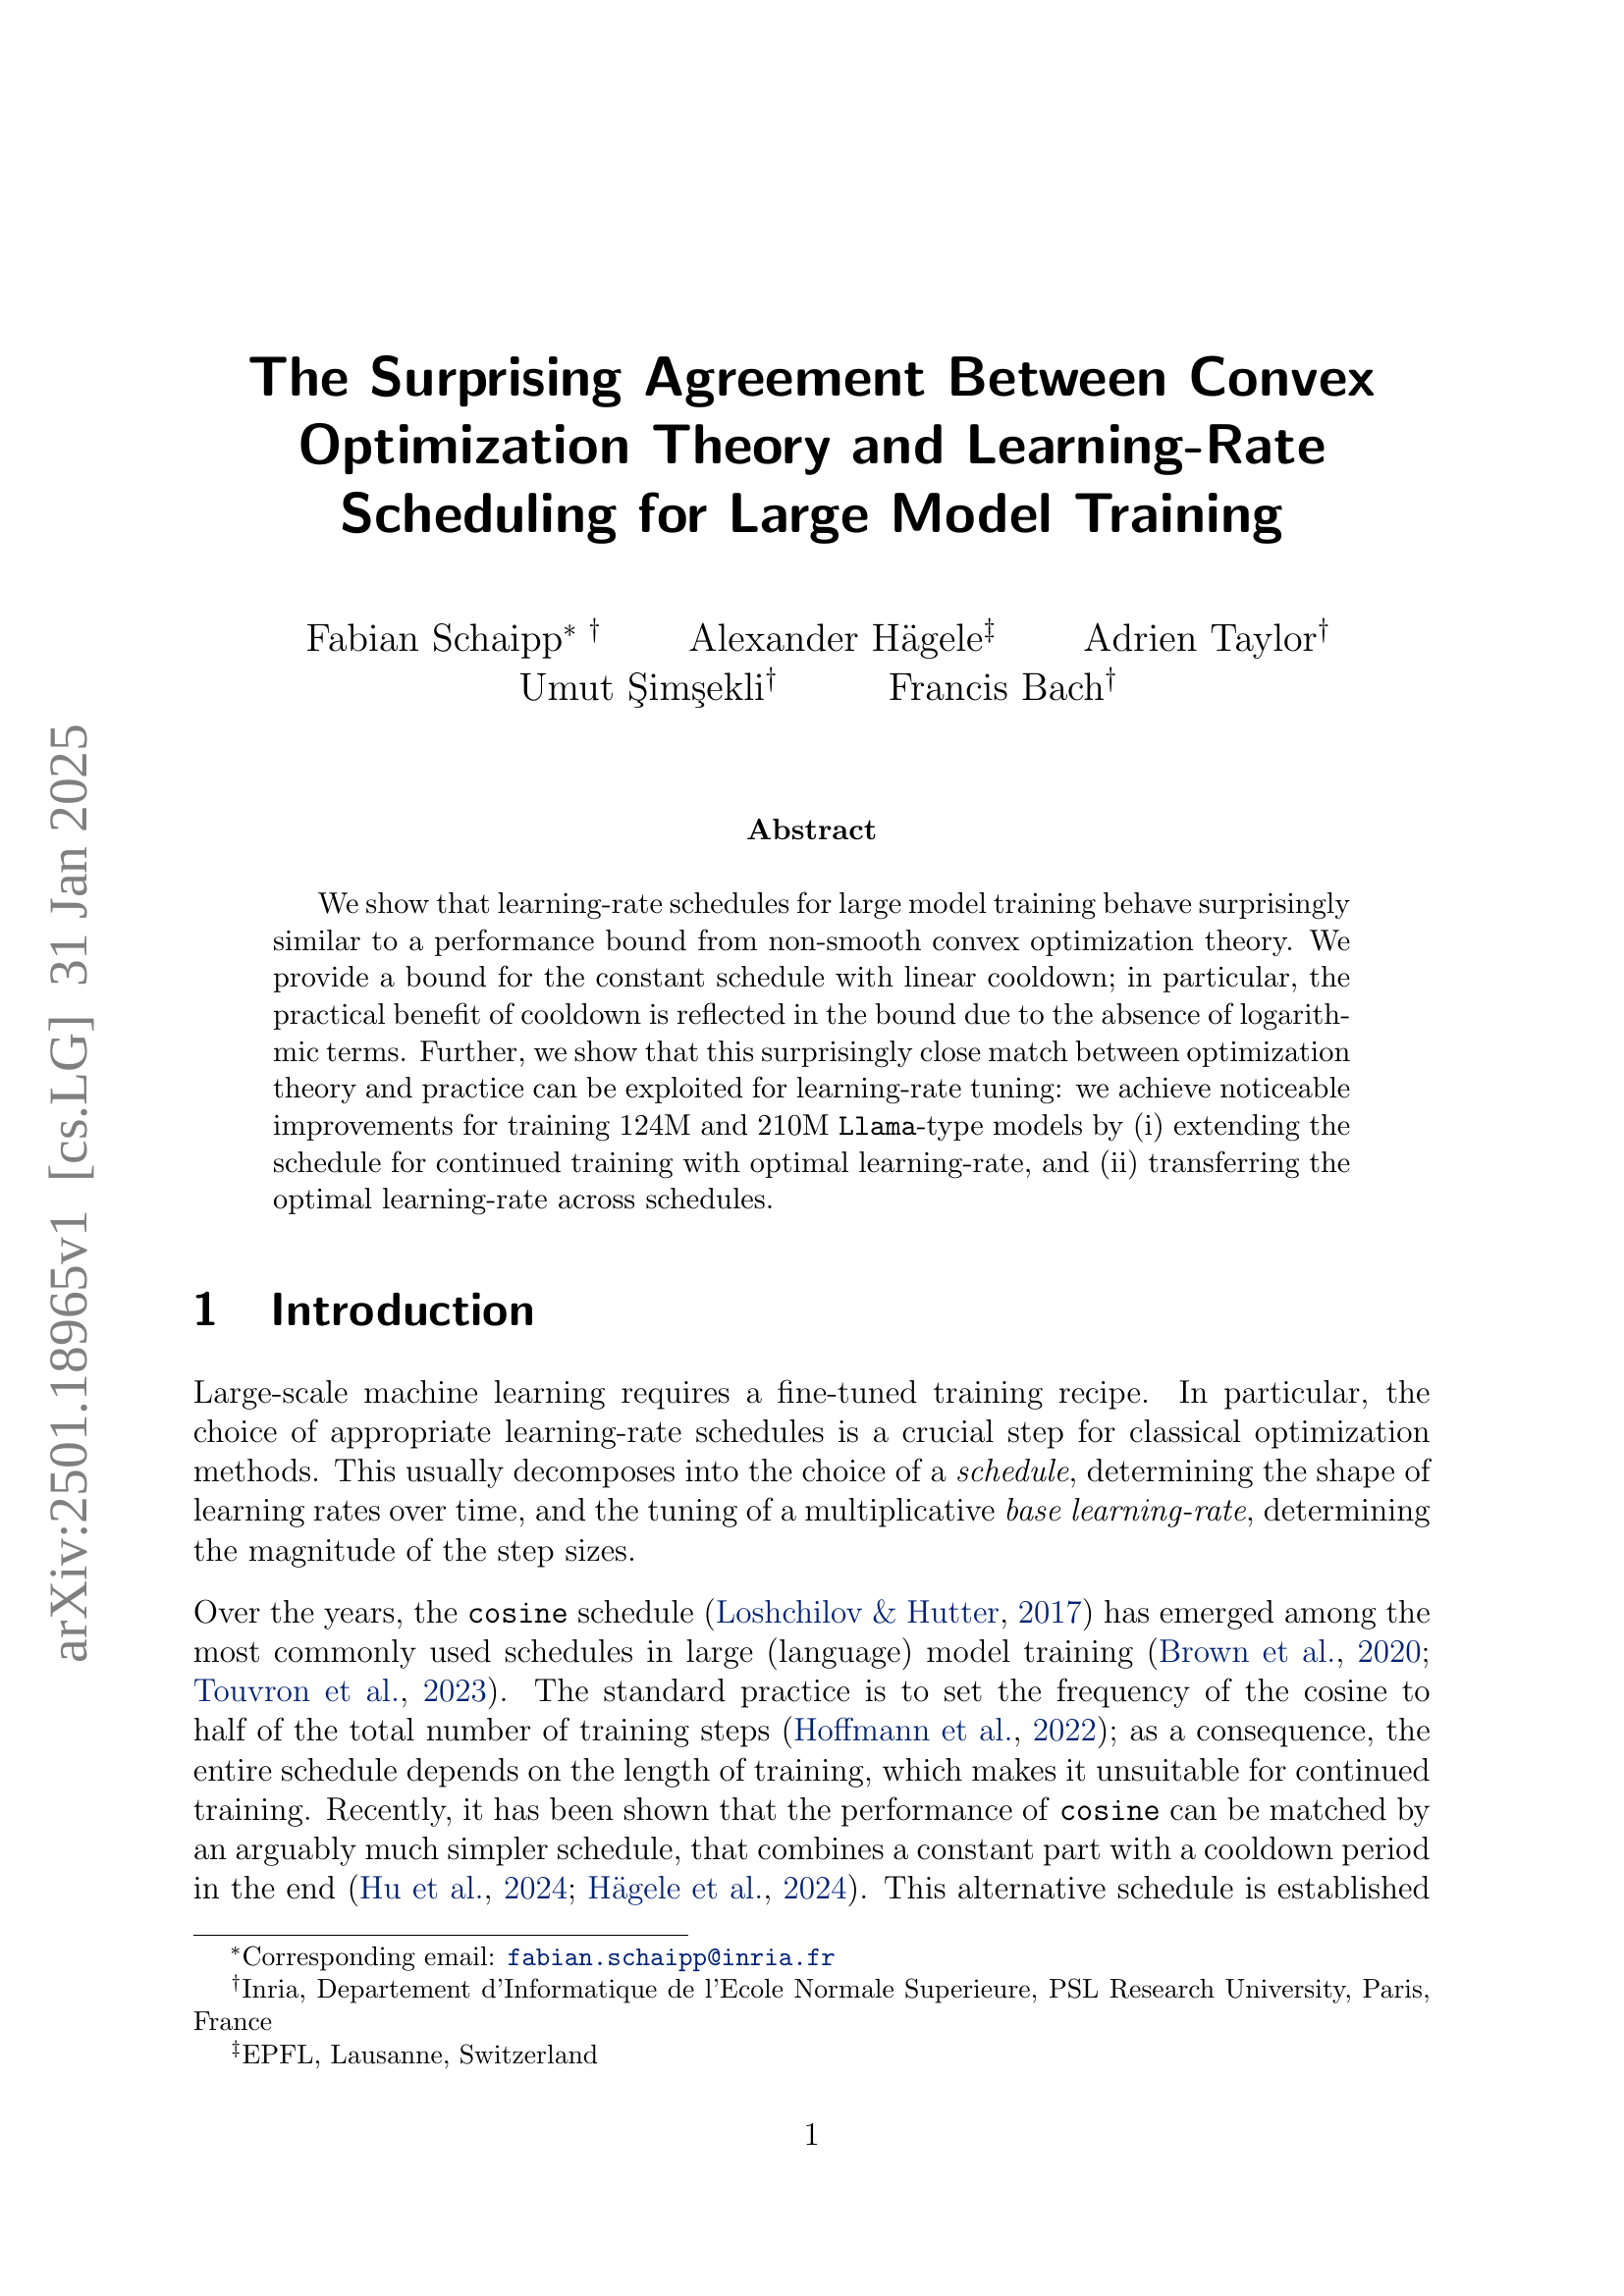 The Surprising Agreement Between Convex
Optimization Theory and Learning-Rate
Scheduling for Large Model Training
Fabian Schaipp* † Alexander Hägele‡ Adrien Taylor†
Umut Şimşekli† Francis Bach†
Abstract
We show that learning-rate schedules for large model training behave surprisingly
similar to a performance bound from non-smooth convex optimization theory. We
provide a bound for the constant schedule with linear cooldown; in particular, the
practical benefit of cooldown is reflected in the bound due to the absence of logarith-
mic terms. Further, we show that this surprisingly close match between optimization
theory and practice can be exploited for learning-rate tuning: we achieve noticeable
improvements for training 124M and 210M Llama-type models by (i) extending the
schedule for continued training with optimal learning-rate, and (ii) transferring the
optimal learning-rate across schedules.
1 Introduction
Large-scale machine learning requires a fine-tuned training recipe. In particular, the
choice of appropriate learning-rate schedules is a crucial step for classical optimization
methods. This usually decomposes into the choice of a schedule, determining the shape of
learning rates over time, and the tuning of a multiplicative base learning-rate, determining
the magnitude of the step sizes.
Over the years, the cosine schedule (Loshchilov & Hutter, 2017) has emerged among the
most commonly used schedules in large (language) model training (Brown et al., 2020;
Touvron et al., 2023). The standard practice is to set the frequency of the cosine to
half of the total number of training steps (Hoffmann et al., 2022); as a consequence, the
entire schedule depends on the length of training, which makes it unsuitable for continued
training. Recently, it has been shown that the performance of cosine can be matched by
an arguably much simpler schedule, that combines a constant part with a cooldown period
in the end (Hu et al., 2024; Hägele et al., 2024). This alternative schedule is established
*Corresponding email: fabian.schaipp@inria.fr
†Inria, Departement d'Informatique de l'Ecole Normale Superieure, PSL Research University, Paris,
France
‡EPFL, Lausanne, Switzerland
1
arXiv:2501.18965v1 [cs.LG] 31 Jan 2025